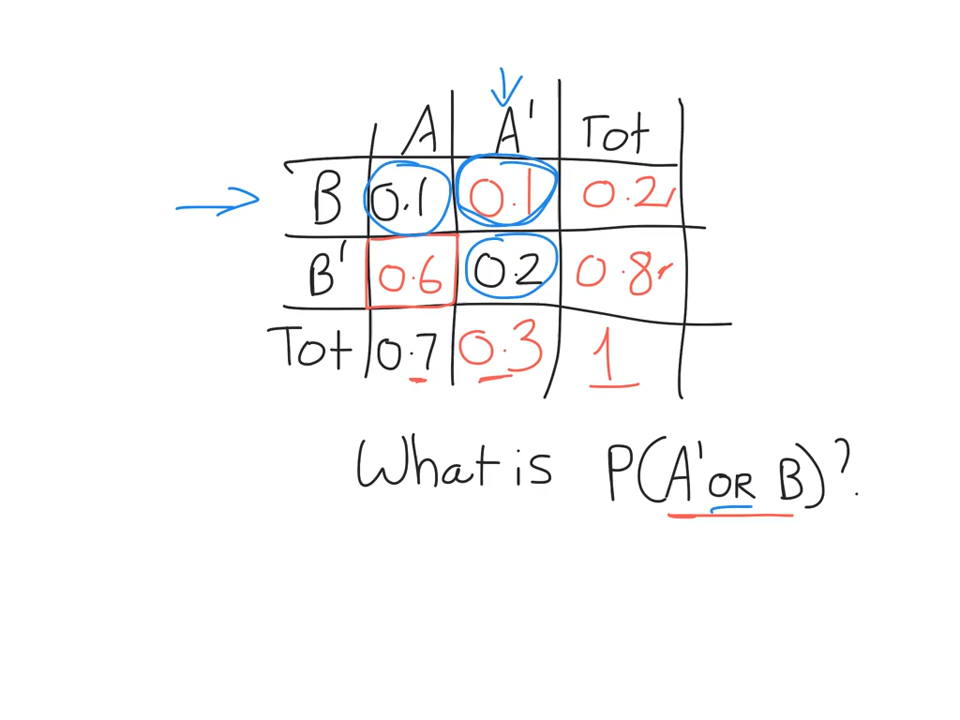 A A' Tot
B 0.1 0.1 0.2
B' 0.6 0.2 0.8
Tot 0.7 0.3 1
What is P(A' OR B)?